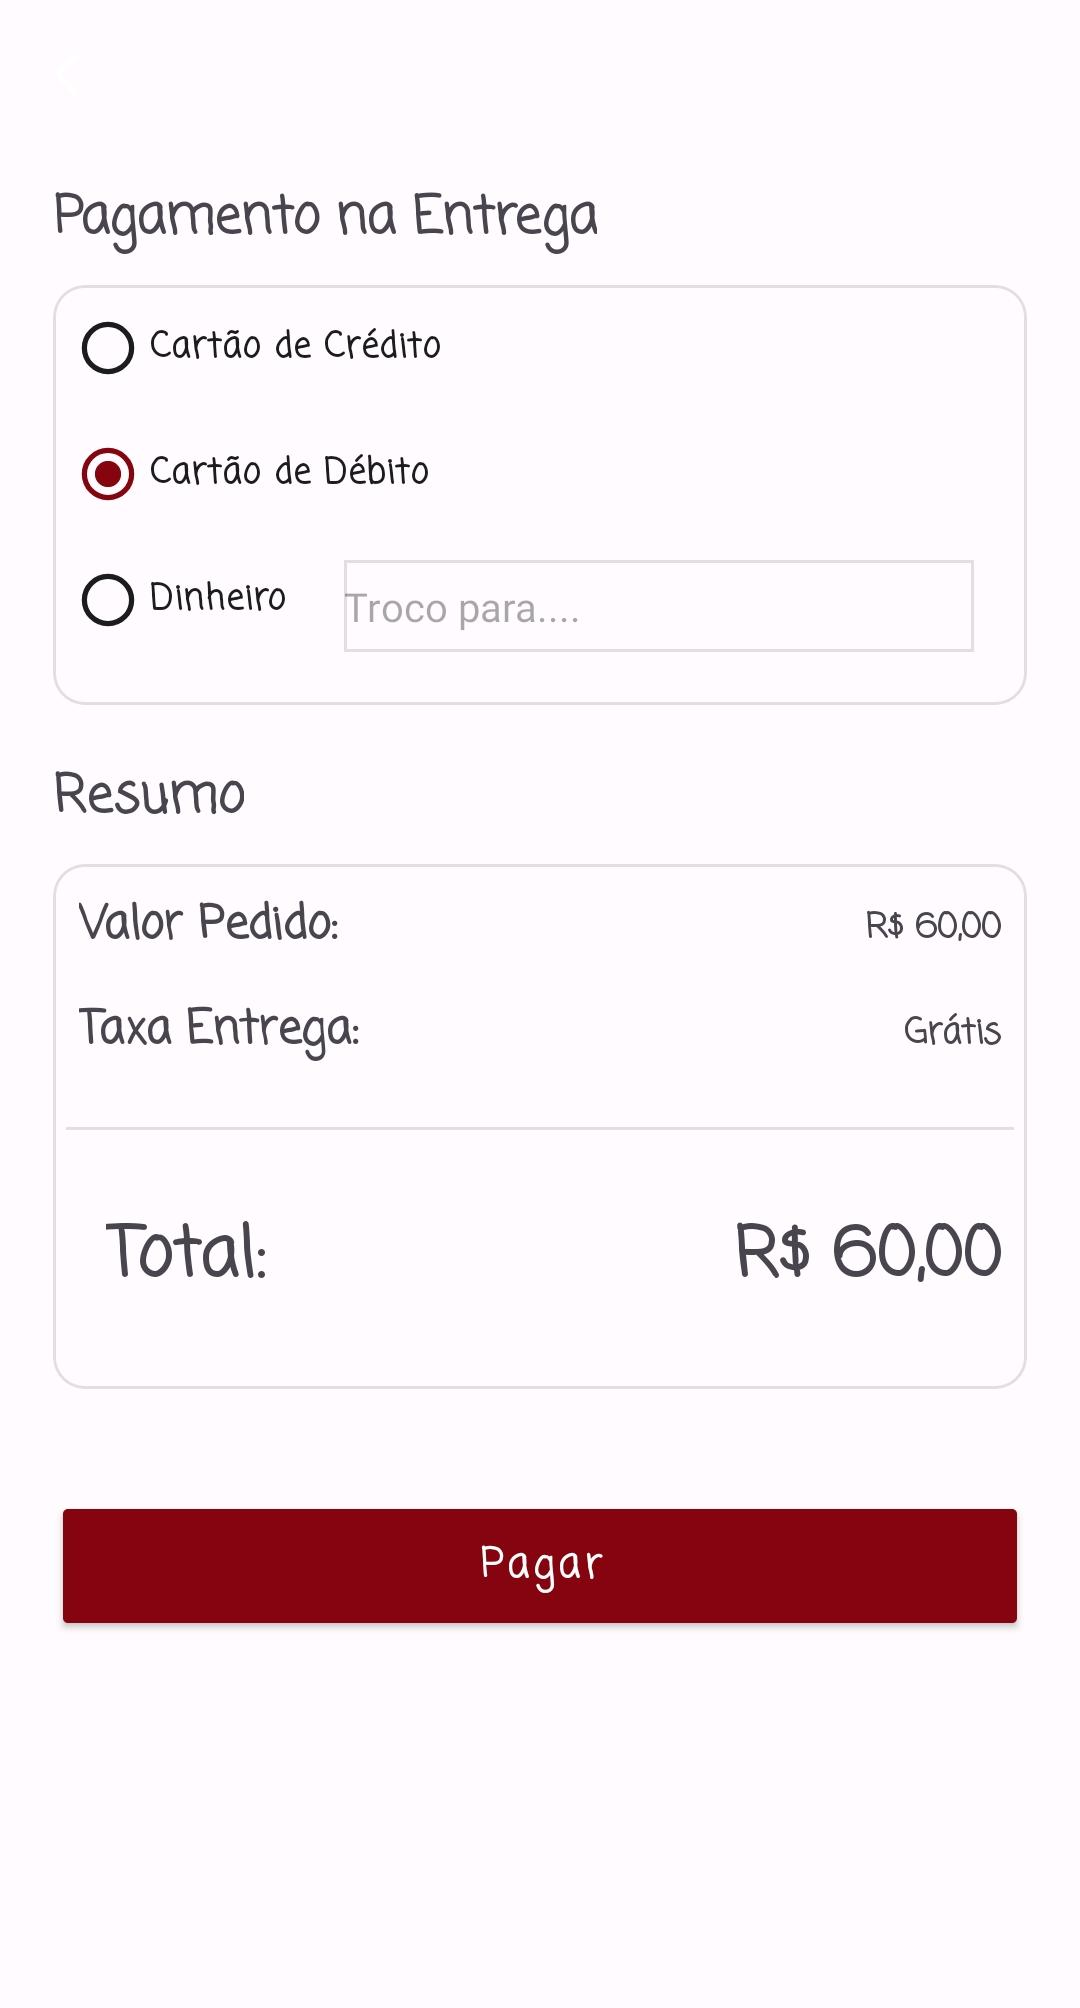 Pagamento na Entrega
Cartão de Crédito
Cartão de Débito
Dinheiro Troco para....
Resumo
Valor Pedido: R$ 60,00
Taxa Entrega: Grátis
Total: R$ 60,00
Pagar